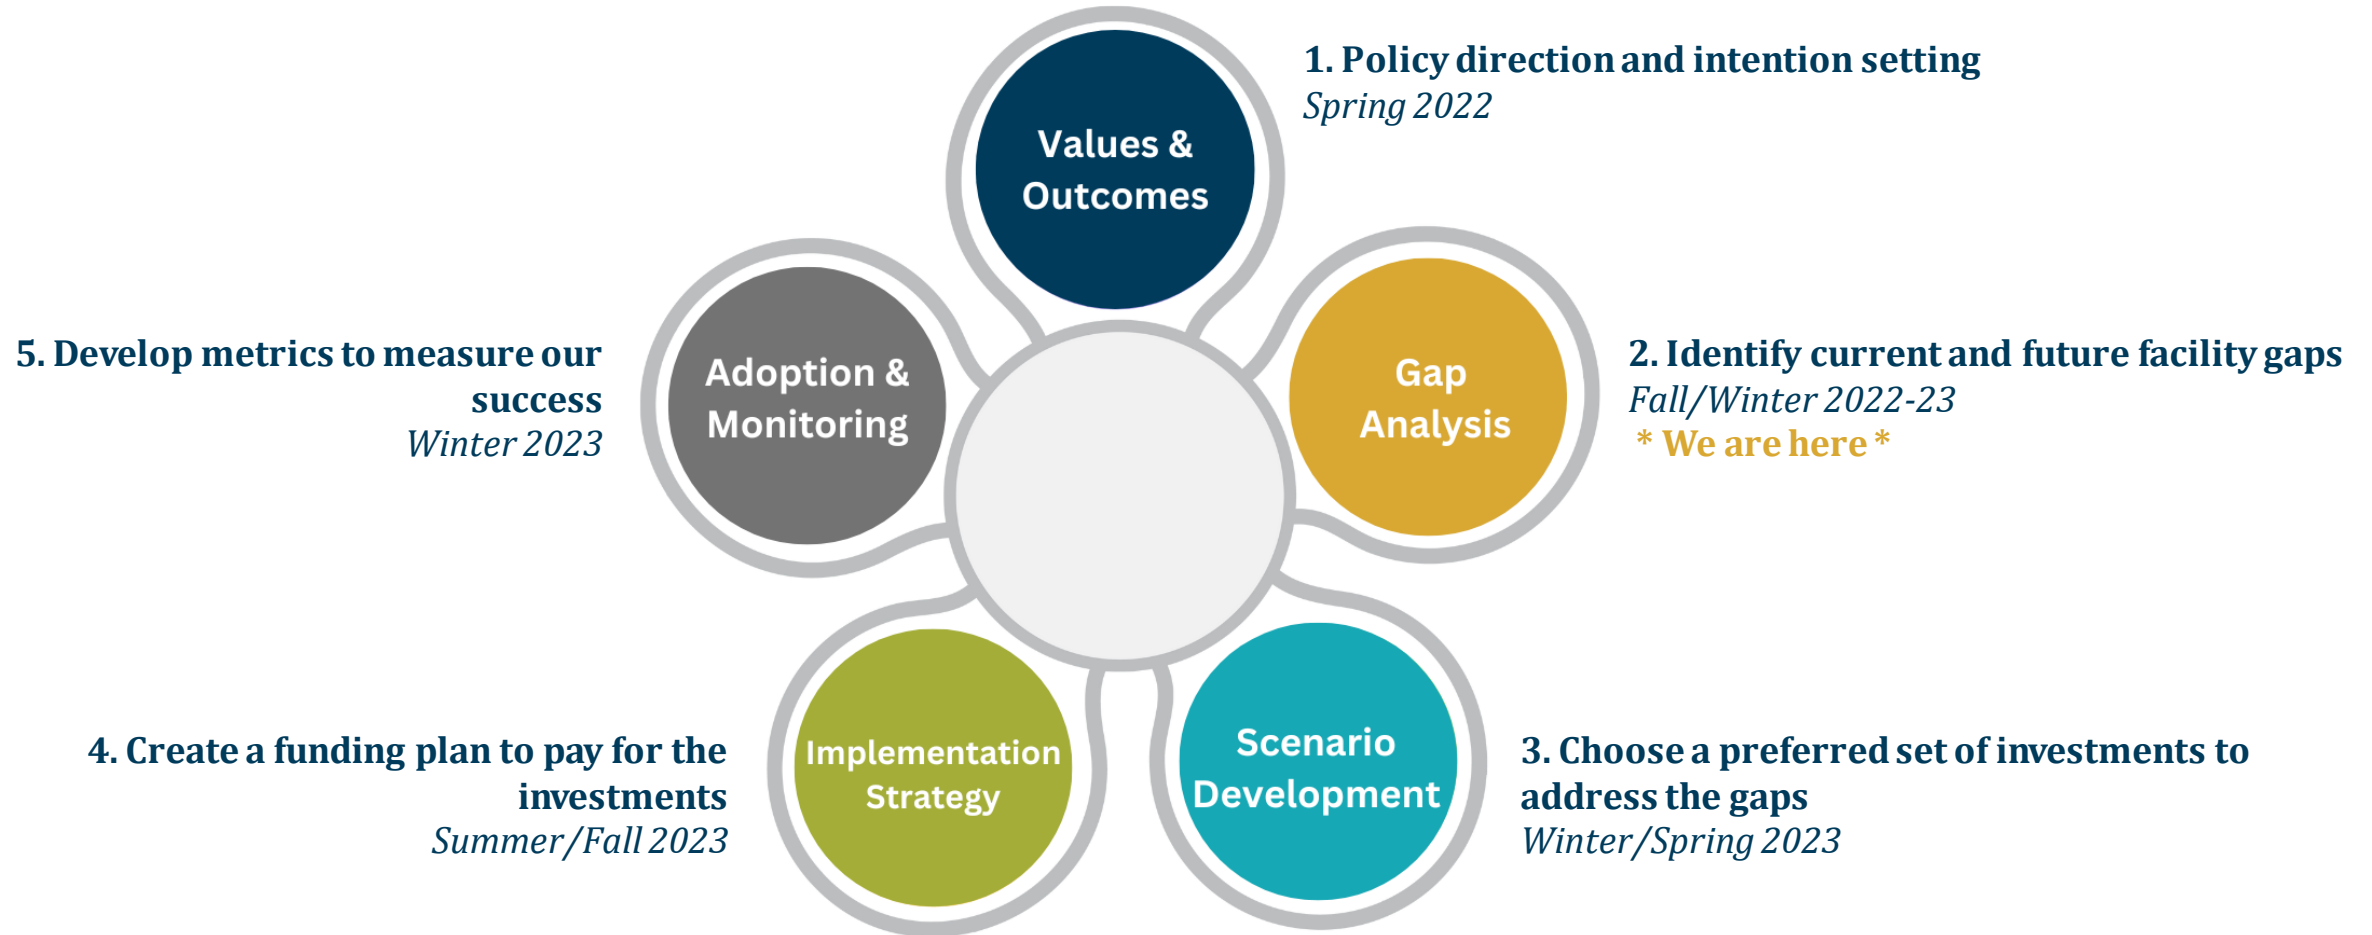 Values &
Outcomes
1. Policy direction and intention setting
Spring 2022
Gap
Analysis
2. Identify current and future facility gaps
Fall/Winter 2022-23
* We are here *
Scenario
Development
3. Choose a preferred set of investments to
address the gaps
Winter/Spring 2023
Implementation
Strategy
4. Create a funding plan to pay for the
investments
Summer/Fall 2023
Adoption &
Monitoring
5. Develop metrics to measure our
success
Winter 2023